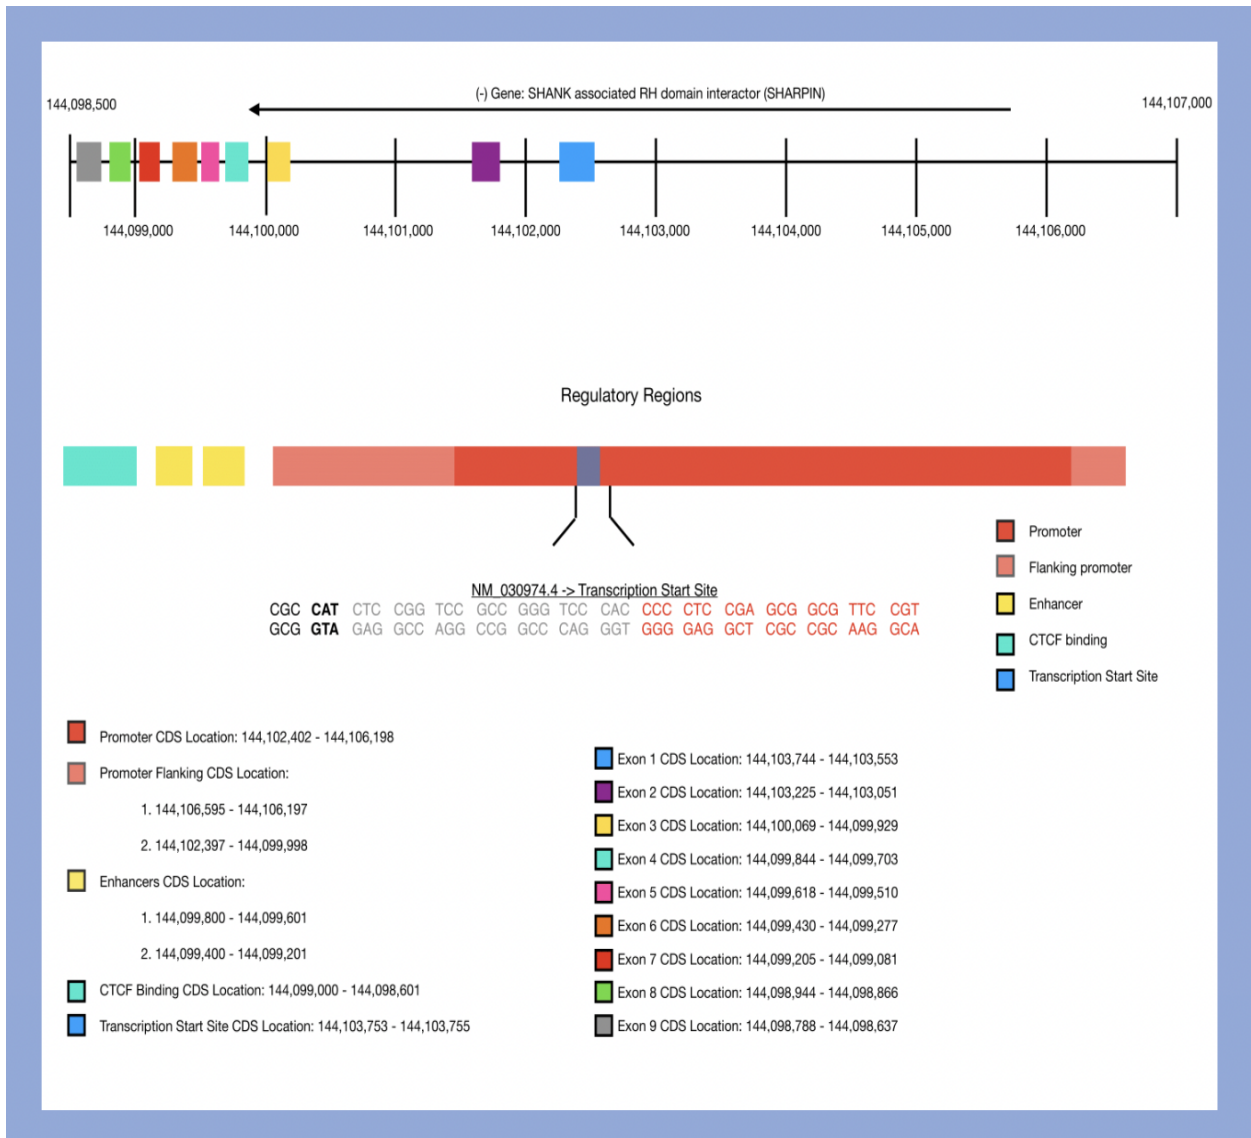 (-) Gene: SHANK associated RH domain interactor (SHARPIN)
144,098,500
144,107,000
144,099,000
144,100,000
144,101,000
144,102,000
144,103,000
144,104,000
144,105,000
144,106,000
Regulatory Regions
Promoter
Flanking promoter
Enhancer
CTCF binding
Transcription Start Site
NM_030974.4 -> Transcription Start Site
CGC CAT CTC CGG TCC GCC GGG TCC CAC CCC CTC CGA GCG GCG TTC CGT
GCG GTA GAG GCC AGG CCG GCC CAG GGT GGG GAG GCT CGC CGC AAG GCA
Promoter CDS Location: 144,102,402 - 144,106,198
Promoter Flanking CDS Location:
1. 144,106,595 - 144,106,197
2. 144,102,397 - 144,099,998
Enhancers CDS Location:
1. 144,099,800 - 144,099,601
2. 144,099,400 - 144,099,201
CTCF Binding CDS Location: 144,099,000 - 144,098,601
Transcription Start Site CDS Location: 144,103,753 - 144,103,755
Exon 1 CDS Location: 144,103,744 - 144,103,553
Exon 2 CDS Location: 144,103,225 - 144,103,051
Exon 3 CDS Location: 144,100,069 - 144,099,929
Exon 4 CDS Location: 144,099,844 - 144,099,703
Exon 5 CDS Location: 144,099,618 - 144,099,510
Exon 6 CDS Location: 144,099,430 - 144,099,277
Exon 7 CDS Location: 144,099,205 - 144,099,081
Exon 8 CDS Location: 144,098,944 - 144,098,866
Exon 9 CDS Location: 144,098,788 - 144,098,637